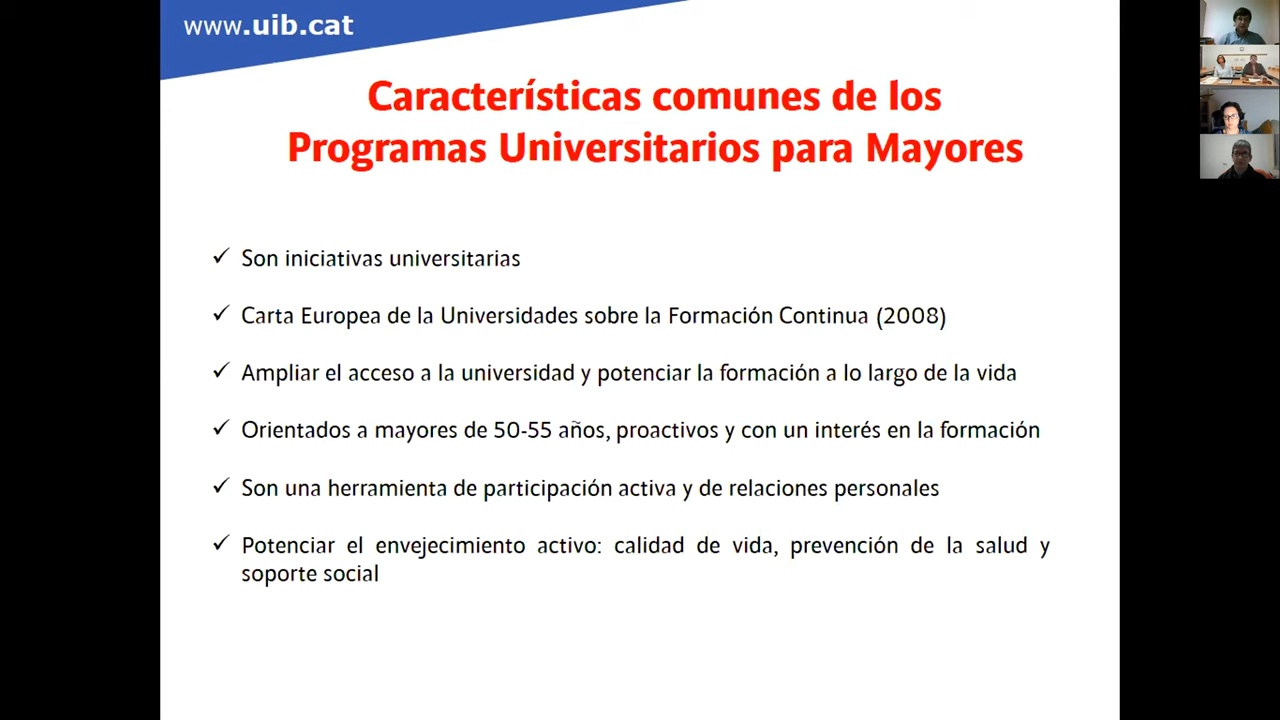 www.uib.cat
Características comunes de los
Programas Universitarios para Mayores
✓ Son iniciativas universitarias
✓ Carta Europea de la Universidades sobre la Formación Continua (2008)
✓ Ampliar el acceso a la universidad y potenciar la formación a lo largo de la vida
✓ Orientados a mayores de 50-55 años, proactivos y con un interés en la formación
✓ Son una herramienta de participación activa y de relaciones personales
✓ Potenciar el envejecimiento activo: calidad de vida, prevención de la salud y
soporte social